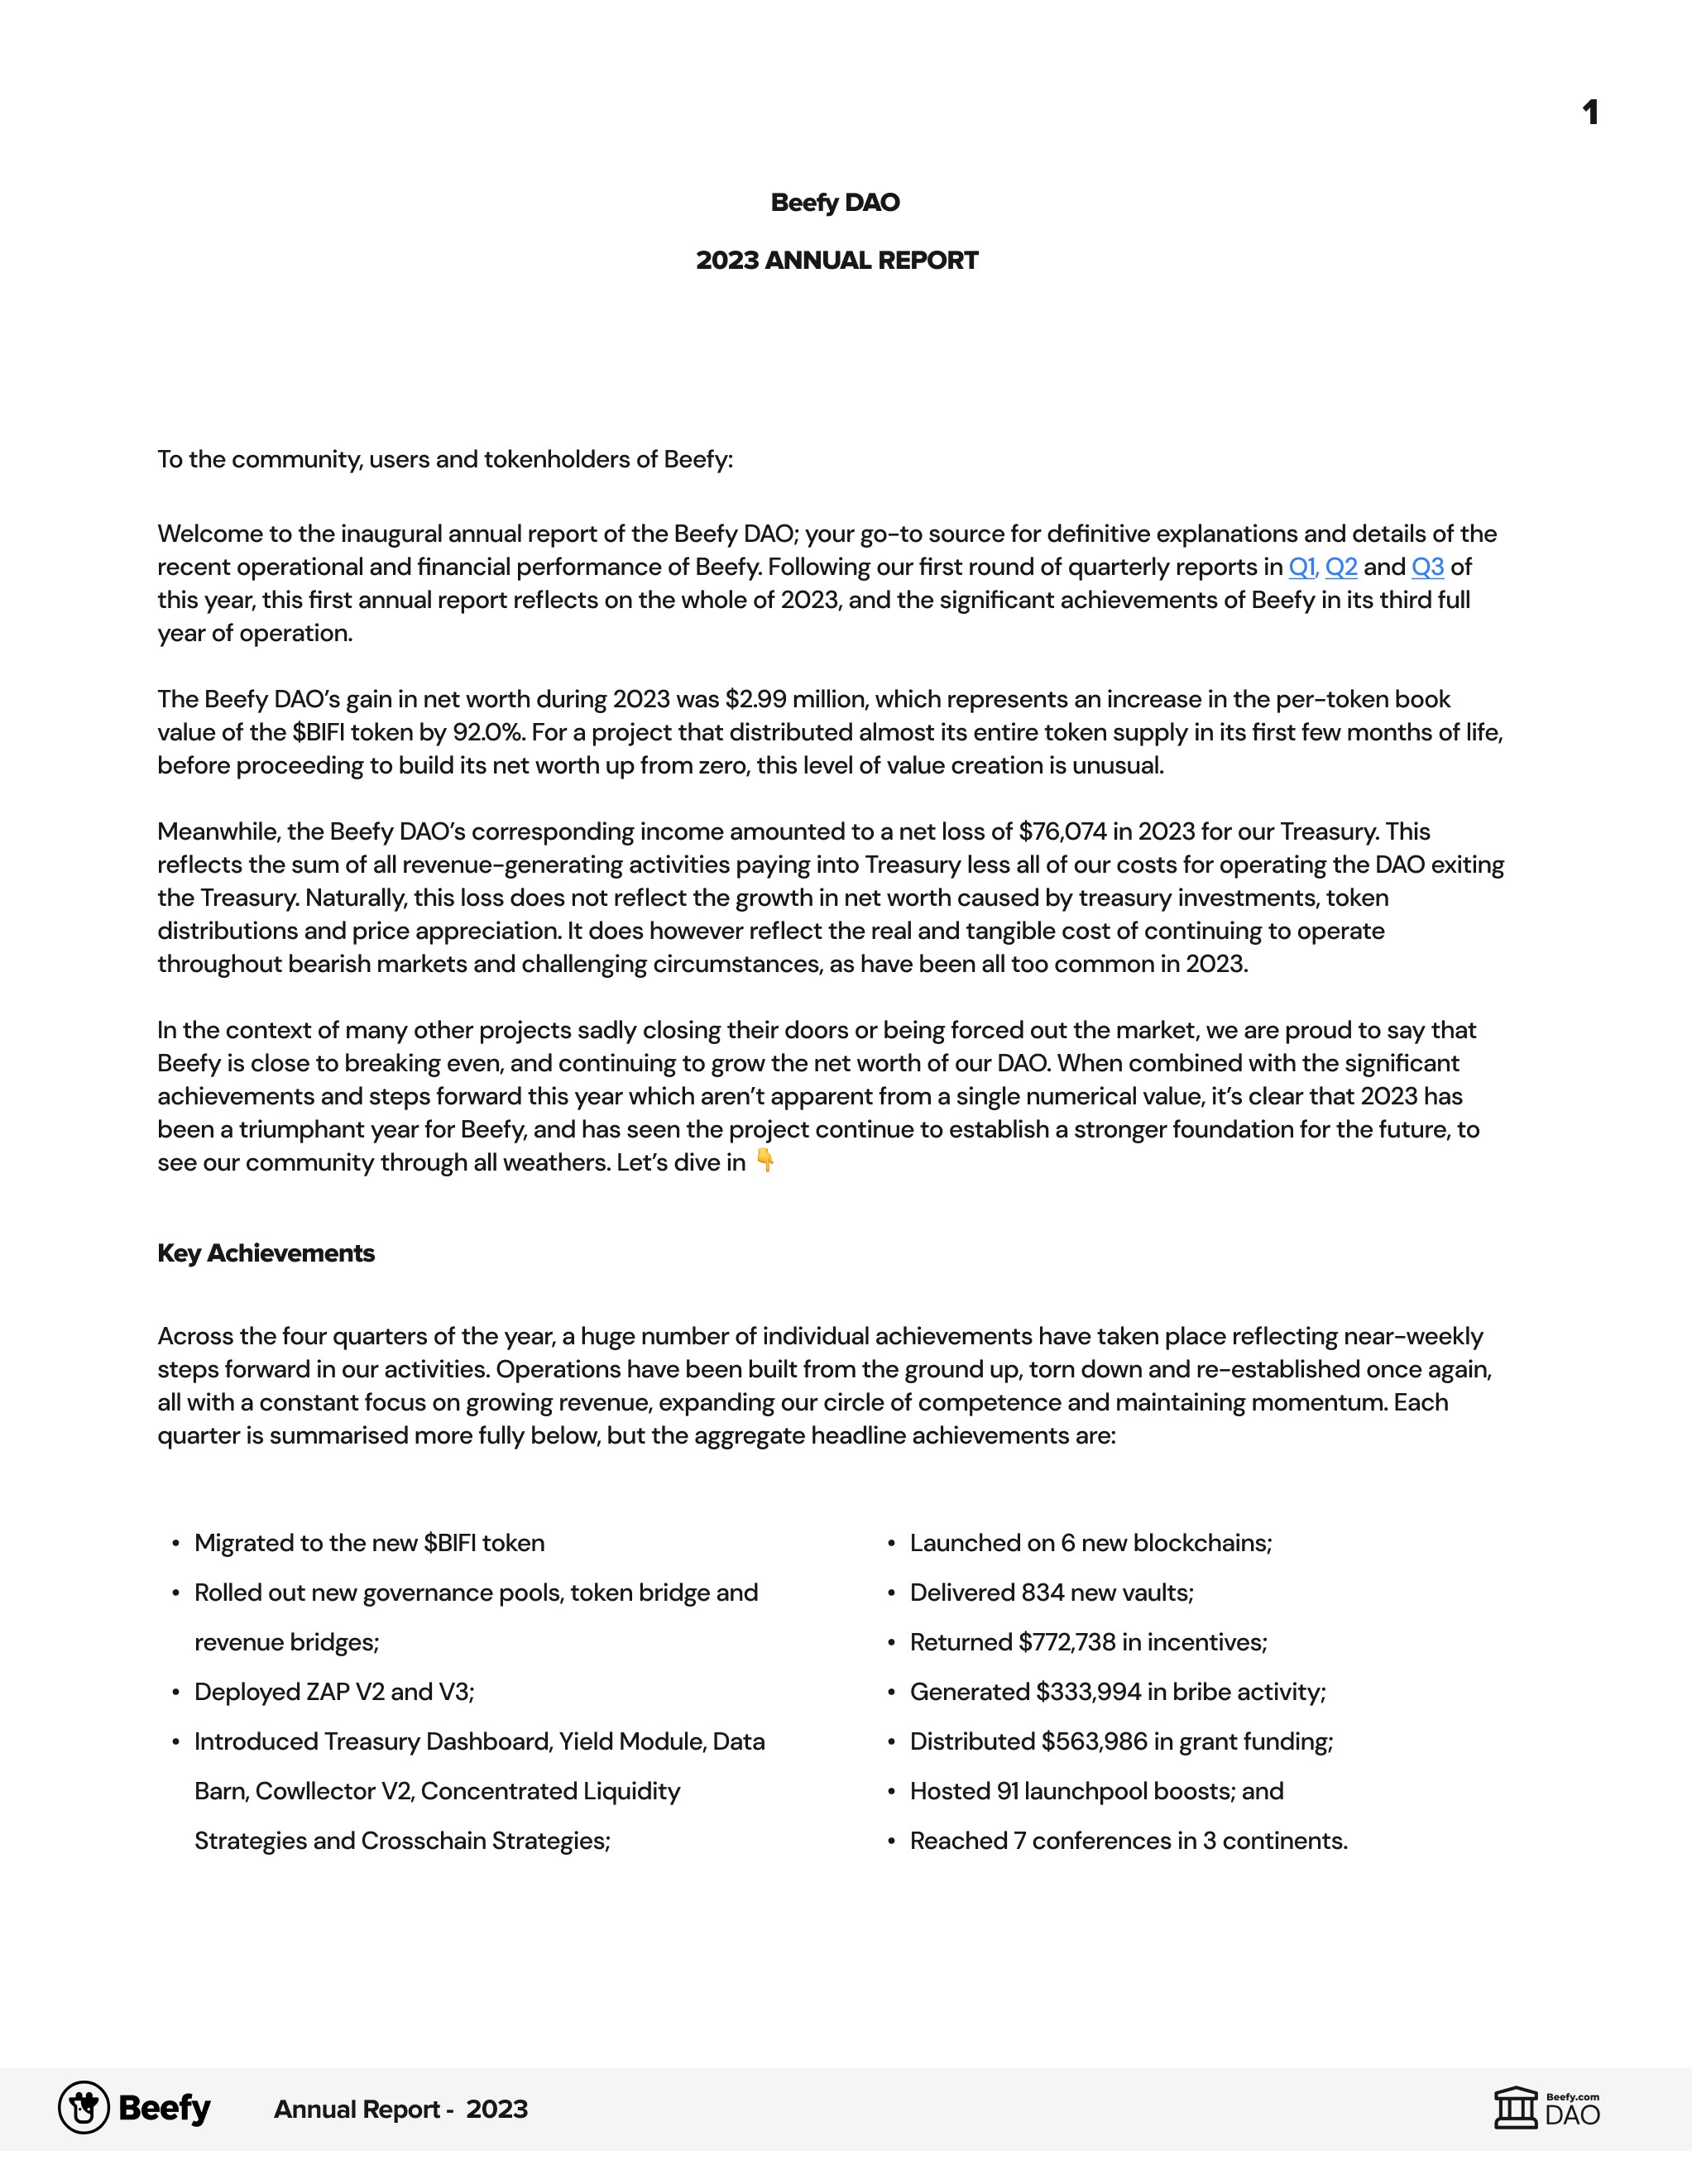 1
Beefy DAO
2023 ANNUAL REPORT
To the community, users and tokenholders of Beefy:
Welcome to the inaugural annual report of the Beefy DAO; your go-to source for definitive explanations and details of the
recent operational and financial performance of Beefy. Following our first round of quarterly reports in Q1, Q2 and Q3 of
this year, this first annual report reflects on the whole of 2023, and the significant achievements of Beefy in its third full
year of operation.
The Beefy DAO’s gain in net worth during 2023 was $2.99 million, which represents an increase in the per-token book
value of the $BIFI token by 92.0%. For a project that distributed almost its entire token supply in its first few months of life,
before proceeding to build its net worth up from zero, this level of value creation is unusual.
Meanwhile, the Beefy DAO’s corresponding income amounted to a net loss of $76,074 in 2023 for our Treasury. This
reflects the sum of all revenue-generating activities paying into Treasury less all of our costs for operating the DAO exiting
the Treasury. Naturally, this loss does not reflect the growth in net worth caused by treasury investments, token
distributions and price appreciation. It does however reflect the real and tangible cost of continuing to operate
throughout bearish markets and challenging circumstances, as have been all too common in 2023.
In the context of many other projects sadly closing their doors or being forced out the market, we are proud to say that
Beefy is close to breaking even, and continuing to grow the net worth of our DAO. When combined with the significant
achievements and steps forward this year which aren’t apparent from a single numerical value, it’s clear that 2023 has
been a triumphant year for Beefy, and has seen the project continue to establish a stronger foundation for the future, to
see our community through all weathers. Let’s dive in 👇
Key Achievements
Across the four quarters of the year, a huge number of individual achievements have taken place reflecting near-weekly
steps forward in our activities. Operations have been built from the ground up, torn down and re-established once again,
all with a constant focus on growing revenue, expanding our circle of competence and maintaining momentum. Each
quarter is summarised more fully below, but the aggregate headline achievements are:
• Migrated to the new $BIFI token
• Rolled out new governance pools, token bridge and
revenue bridges;
• Deployed ZAP V2 and V3;
• Introduced Treasury Dashboard, Yield Module, Data
Barn, Cowllector V2, Concentrated Liquidity
Strategies and Crosschain Strategies;
• Launched on 6 new blockchains;
• Delivered 834 new vaults;
• Returned $772,738 in incentives;
• Generated $333,994 in bribe activity;
• Distributed $563,986 in grant funding;
• Hosted 91 launchpool boosts; and
• Reached 7 conferences in 3 continents.
Beefy
Annual Report - 2023
Beefy.com
DAO